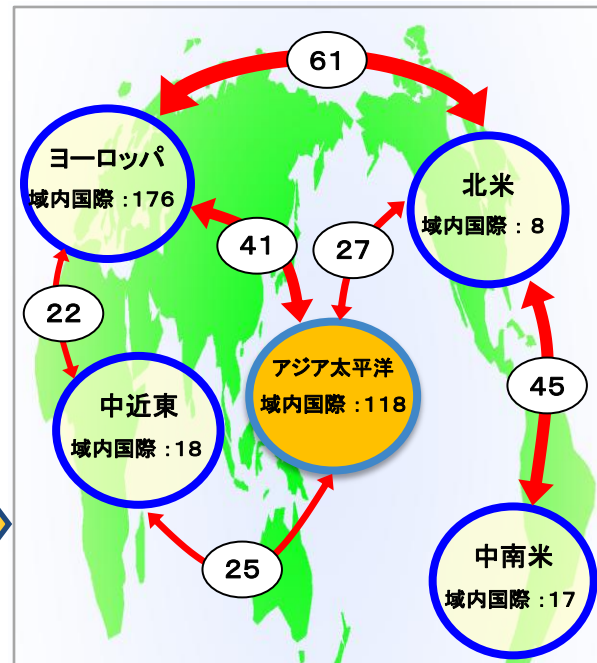 61
ヨーロッパ
域内国際：176
北米
域内国際：8
41
27
22
アジア太平洋
域内国際：118
中近東
域内国際：18
45
25
中南米
域内国際：17